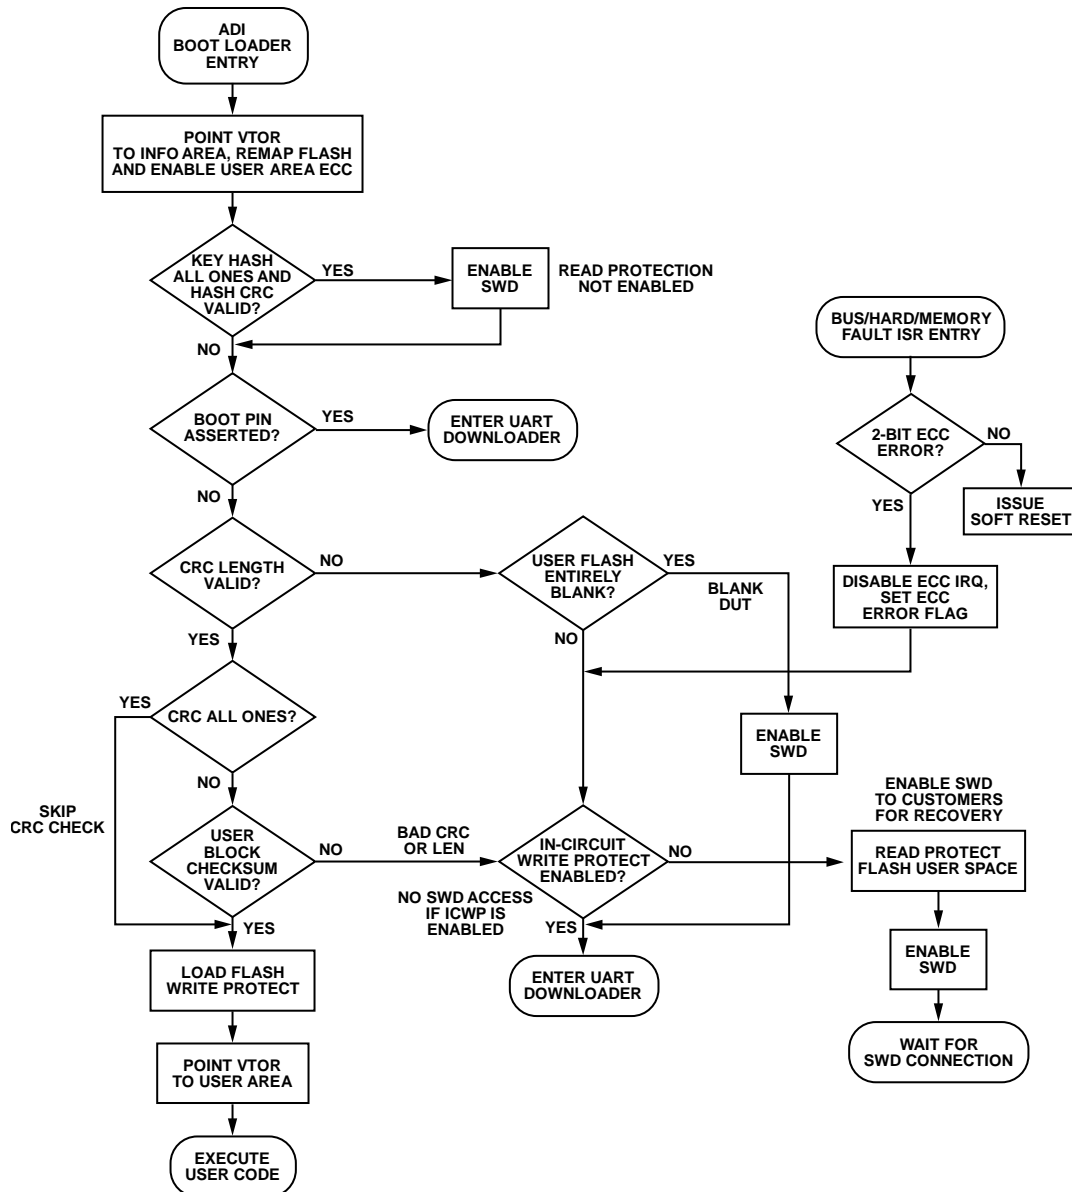 ADI
BOOT LOADER
ENTRY
POINT VTOR
TO INFO AREA, REMAP FLASH
AND ENABLE USER AREA ECC
KEY HASH
ALL ONES AND
HASH CRC
VALID?
YES
ENABLE
SWD
READ PROTECTION
NOT ENABLED
NO
BUS/HARD/MEMORY
FAULT ISR ENTRY
BOOT PIN
ASSERTED?
YES
ENTER UART
DOWNLOADER
NO
2-BIT ECC
ERROR?
NO
YES
ISSUE
SOFT RESET
CRC LENGTH
VALID?
NO
YES
USER FLASH
ENTIRELY
BLANK?
YES
BLANK
DUT
NO
DISABLE ECC IRQ,
SET ECC
ERROR FLAG
YES
CRC ALL ONES?
NO
SKIP
CRC CHECK
ENABLE
SWD
USER
BLOCK
CHECKSUM
VALID?
NO
BAD CRC
OR LEN
YES
IN-CIRCUIT
WRITE PROTECT
ENABLED?
NO
NO SWD ACCESS
IF ICWP IS
ENABLED
YES
ENABLE SWD
TO CUSTOMERS
FOR RECOVERY
READ PROTECT
FLASH USER SPACE
LOAD FLASH
WRITE PROTECT
ENTER UART
DOWNLOADER
ENABLE
SWD
POINT VTOR
TO USER AREA
WAIT FOR
SWD CONNECTION
EXECUTE
USER CODE